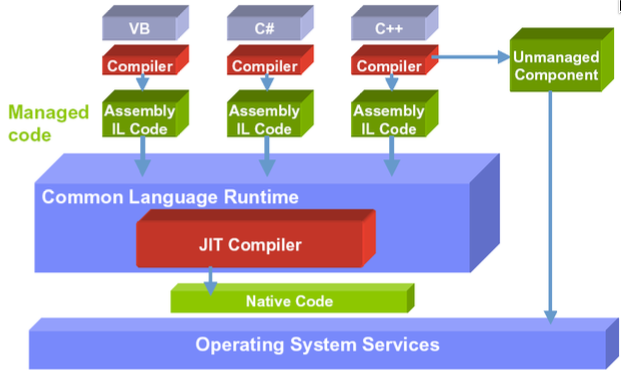 VB
C#
C++
Compiler
Compiler
Compiler
Unmanaged
Component
Managed
code
Assembly
IL Code
Assembly
IL Code
Assembly
IL Code
Common Language Runtime
JIT Compiler
Native Code
Operating System Services